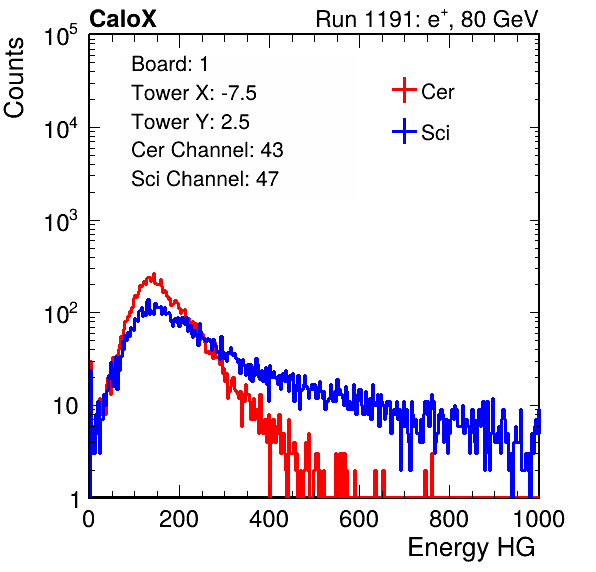 CaloX Run 1191: e⁺, 80 GeV
Counts
10⁵
10⁴
10³
10²
10
1
Board: 1
Tower X: -7.5
Tower Y: 2.5
Cer Channel: 43
Sci Channel: 47
Cer
Sci
0 200 400 600 800 1000
Energy HG